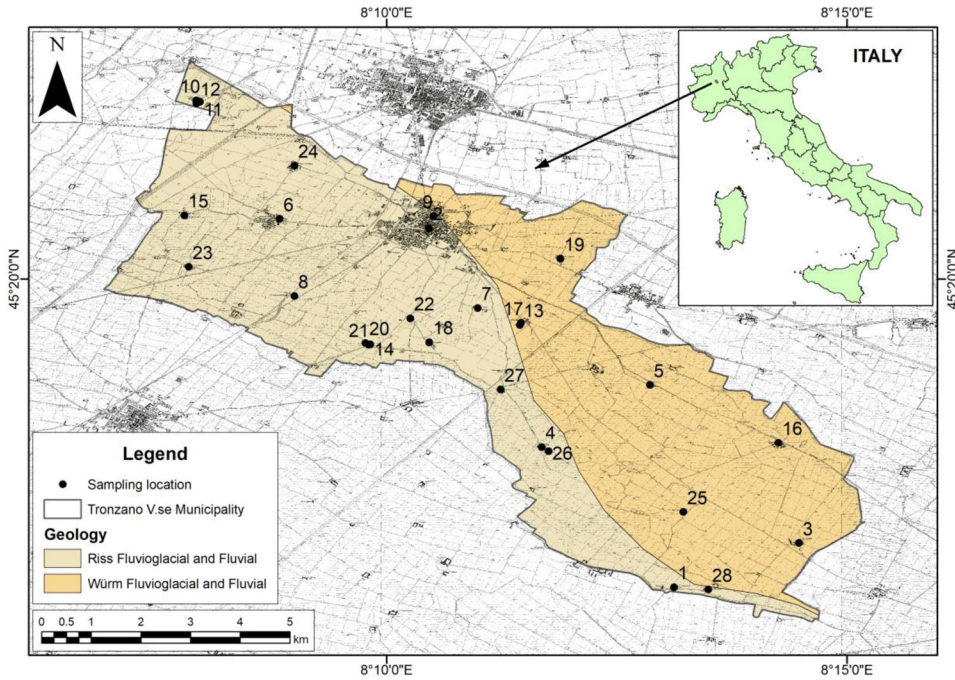 8°10'0"E
8°15'0"E
N
ITALY
10 12
11
24
15
6
9
2
19
23
45°20'0"N
45°20'0"N
8
7
22
17 13
21 20
14
18
5
27
16
4
26
25
3
1
28
Legend
Sampling location
Tronzano V.se Municipality
Geology
Riss Fluvioglacial and Fluvial
Würm Fluvioglacial and Fluvial
0 0.5 1 2 3 4 5
km
8°10'0"E
8°15'0"E